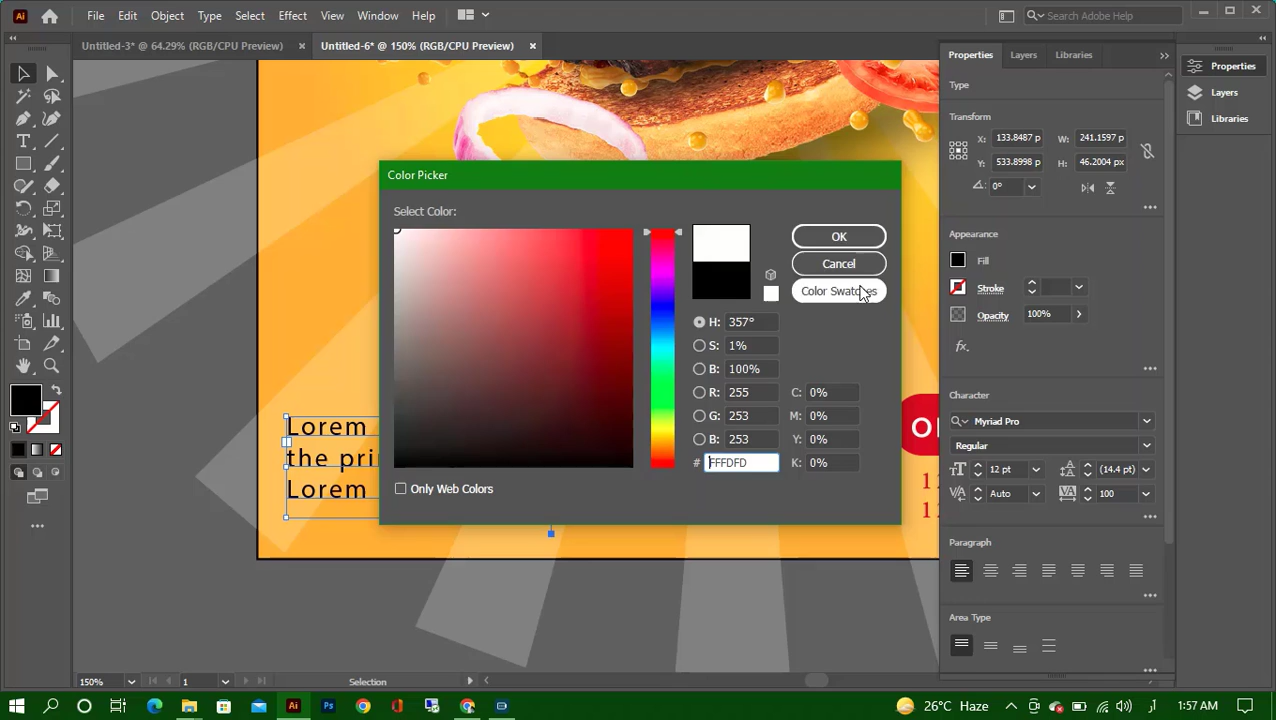 Ai File Edit Object Type Select Effect View Window Help Search Adobe Help
Untitled-3* @ 64.29% (RGB/CPU Preview) × Untitled-6* @ 150% (RGB/CPU Preview) ×
Properties Layers Libraries
Properties
Layers
Libraries
Type
Transform
X: 133.8487 p W: 241.1597 p
Y: 533.8998 p H: 46.2004 px
0°
Appearance
Fill
Stroke
Opacity 100%
fx.
Character
Myriad Pro
Regular
12 pt (14.4 p
Auto 100
Paragraph
Area Type
Color Picker
Select Color:
OK
Cancel
Color Swatches
H: 357°
S: 1%
B: 100%
R: 255 C: 0%
G: 253 M: 0%
B: 253 Y: 0%
# FFFDFD K: 0%
Only Web Colors
Lorem
the pri
Lorem
150% 1 Selection
Ai Ps 26°C Haze 1:57 AM